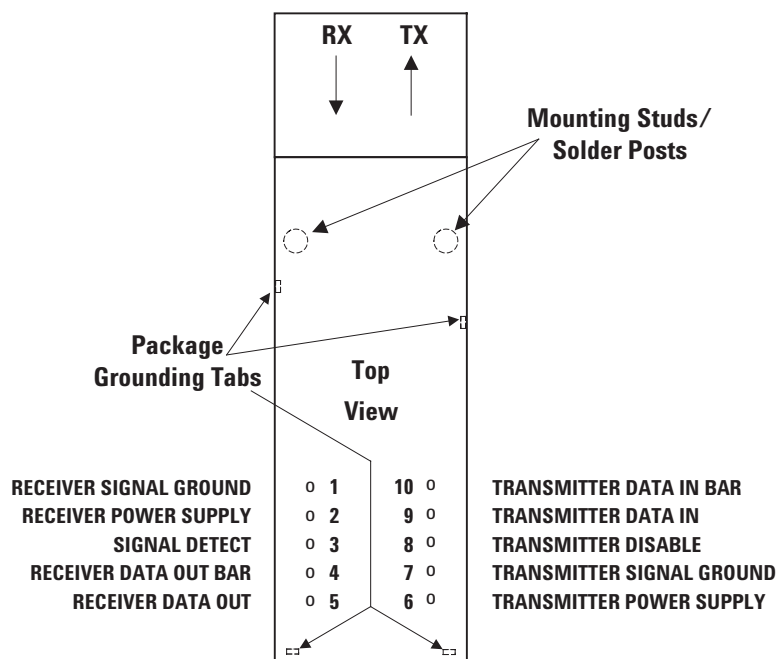 RX TX
Mounting Studs/
Solder Posts
Package
Grounding Tabs
Top
View
RECEIVER SIGNAL GROUND o 1 10 o TRANSMITTER DATA IN BAR
RECEIVER POWER SUPPLY o 2 9 o TRANSMITTER DATA IN
SIGNAL DETECT o 3 8 o TRANSMITTER DISABLE
RECEIVER DATA OUT BAR o 4 7 o TRANSMITTER SIGNAL GROUND
RECEIVER DATA OUT o 5 6 o TRANSMITTER POWER SUPPLY